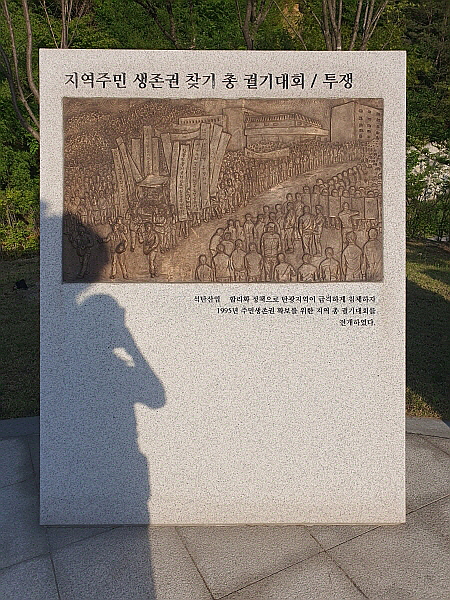 지역주민 생존권 찾기 총 궐기대회 / 투쟁
석탄산업 합리화 정책으로 탄광지역이 급격하게 침체하자
1995년 주민생존권 확보를 위한 지역 총 궐기대회를
전개하였다.